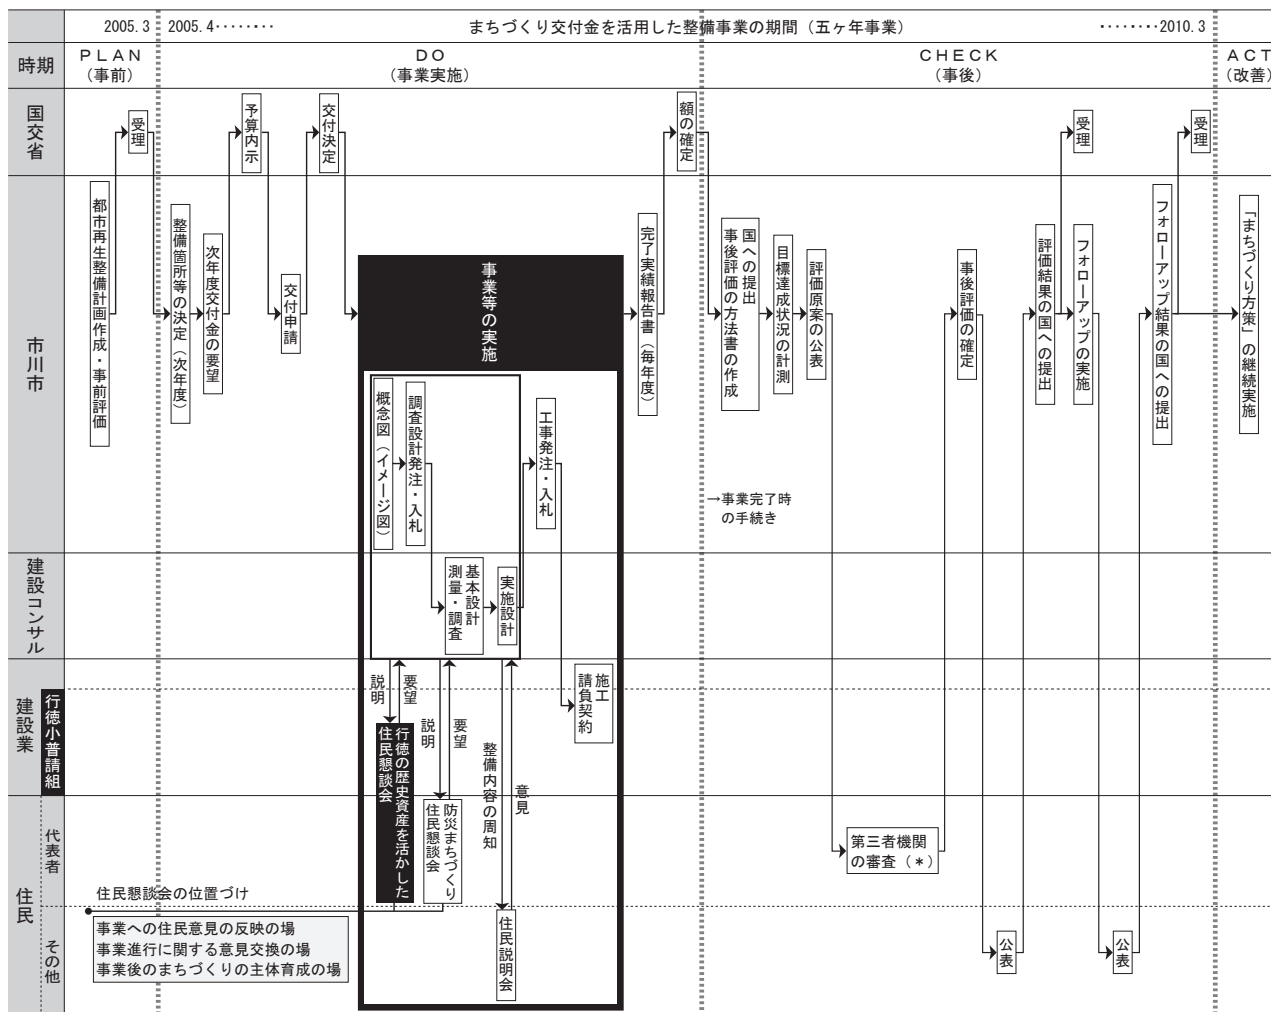 2005.3
2005.4········
まちづくり交付金を活用した整備事業の期間（五ヶ年事業）
········2010.3
時期
ＰＬＡＮ
（事前）
ＤＯ
（事業実施）
ＣＨＥＣＫ
（事後）
ＡＣＴ
（改善）
国交省
受理
予算内示
交付決定
額の確定
受理
受理
市川市
都市再生整備計画作成・事前評価
整備箇所等の決定（次年度）
次年度交付金の要望
交付申請
事業等の実施
概念図（イメージ図）
調査設計発注・入札
工事発注・入札
完了実績報告書（毎年度）
国への提出
事後評価の方法書の作成
目標達成状況の計測
評価原案の公表
事後評価の確定
評価結果の国への提出
フォローアップの実施
フォローアップ結果の国への提出
「まちづくり方策」の継続実施
→事業完了時
の手続き
建設コンサル
基本設計
測量・調査
実施設計
建設業
行徳小普請組
説明
要望
説明
要望
整備内容の周知
意見
施工
請負契約
行徳の歴史資産を活かした
住民懇談会
防災まちづくり
住民懇談会
住民
代表者
その他
第三者機関
の審査（＊）
住民懇談会の位置づけ
事業への住民意見の反映の場
事業進行に関する意見交換の場
事業後のまちづくりの主体育成の場
住民説明会
公表
公表